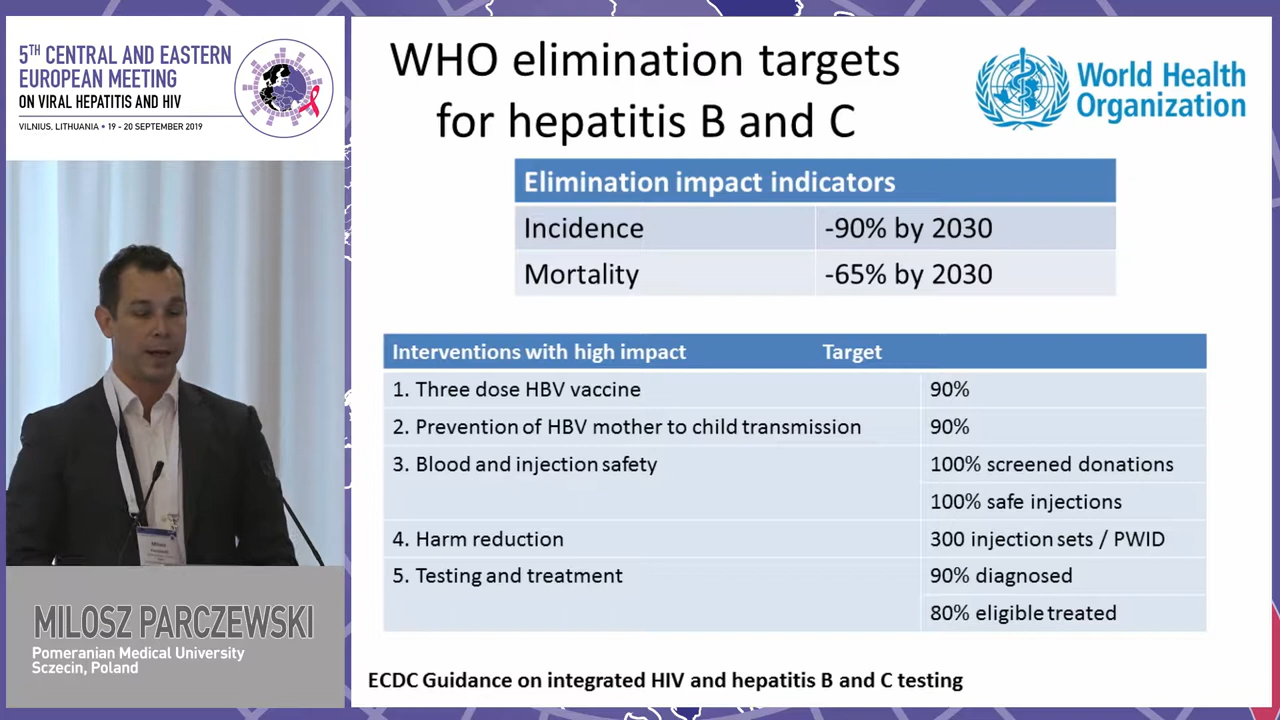 5TH CENTRAL AND EASTERN
EUROPEAN MEETING
ON VIRAL HEPATITIS AND HIV
VILNIUS, LITHUANIA • 19 - 20 SEPTEMBER 2019
MILOSZ PARCZEWSKI
Pomeranian Medical University
Sczecin, Poland
WHO elimination targets
for hepatitis B and C
World Health
Organization
Elimination impact indicators
Incidence -90% by 2030
Mortality -65% by 2030
Interventions with high impact Target
1. Three dose HBV vaccine 90%
2. Prevention of HBV mother to child transmission 90%
3. Blood and injection safety 100% screened donations
100% safe injections
4. Harm reduction 300 injection sets / PWID
5. Testing and treatment 90% diagnosed
80% eligible treated
ECDC Guidance on integrated HIV and hepatitis B and C testing